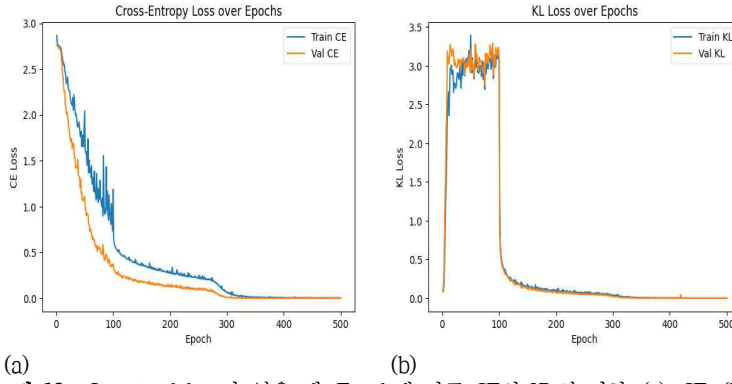 Cross-Entropy Loss over Epochs
3.0
2.5
2.0
1.5
1.0
0.5
0.0
0
100
200
300
400
500
CE Loss
Epoch
Train CE
Val CE
KL Loss over Epochs
3.5
3.0
2.5
2.0
1.5
1.0
0.5
0.0
0
100
200
300
400
500
KL Loss
Epoch
Train KL
Val KL
(a)
(b)